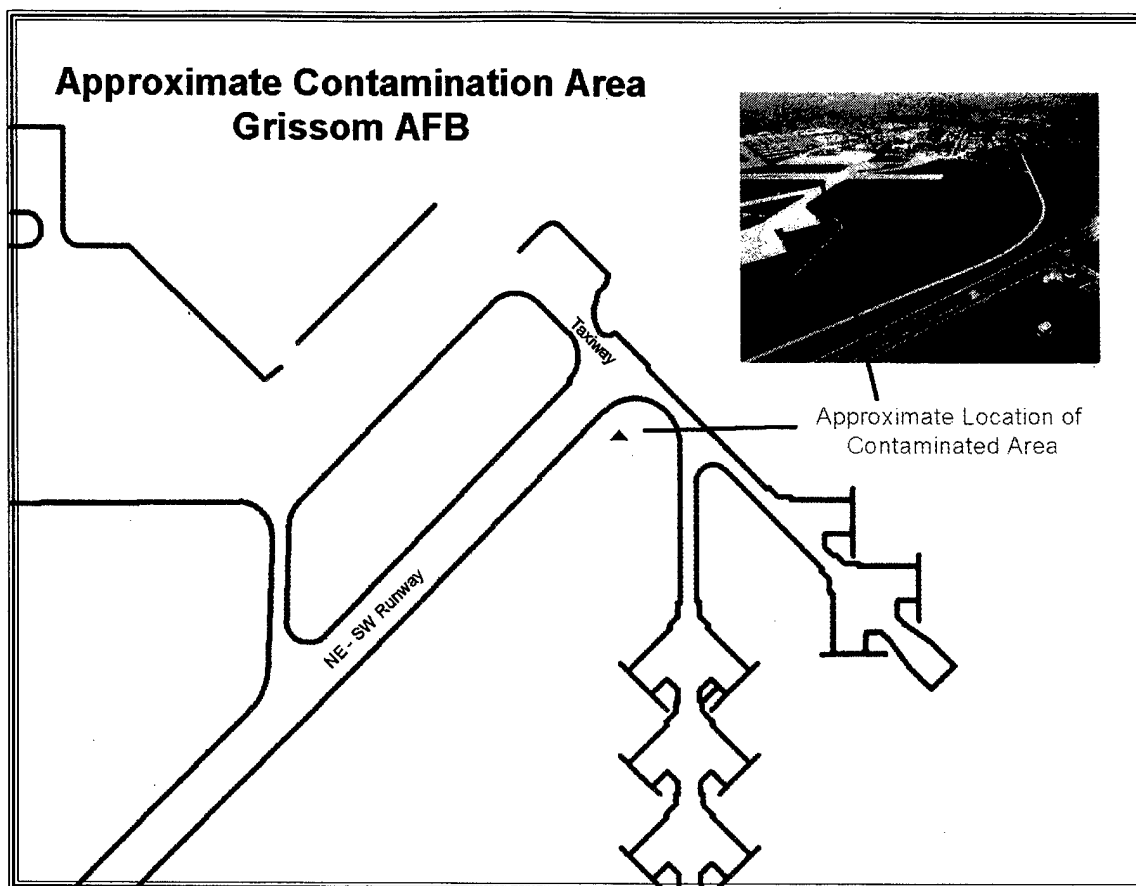 Approximate Contamination Area
Grissom AFB
Taxiway
Approximate Location of
Contaminated Area
NE - SW Runway